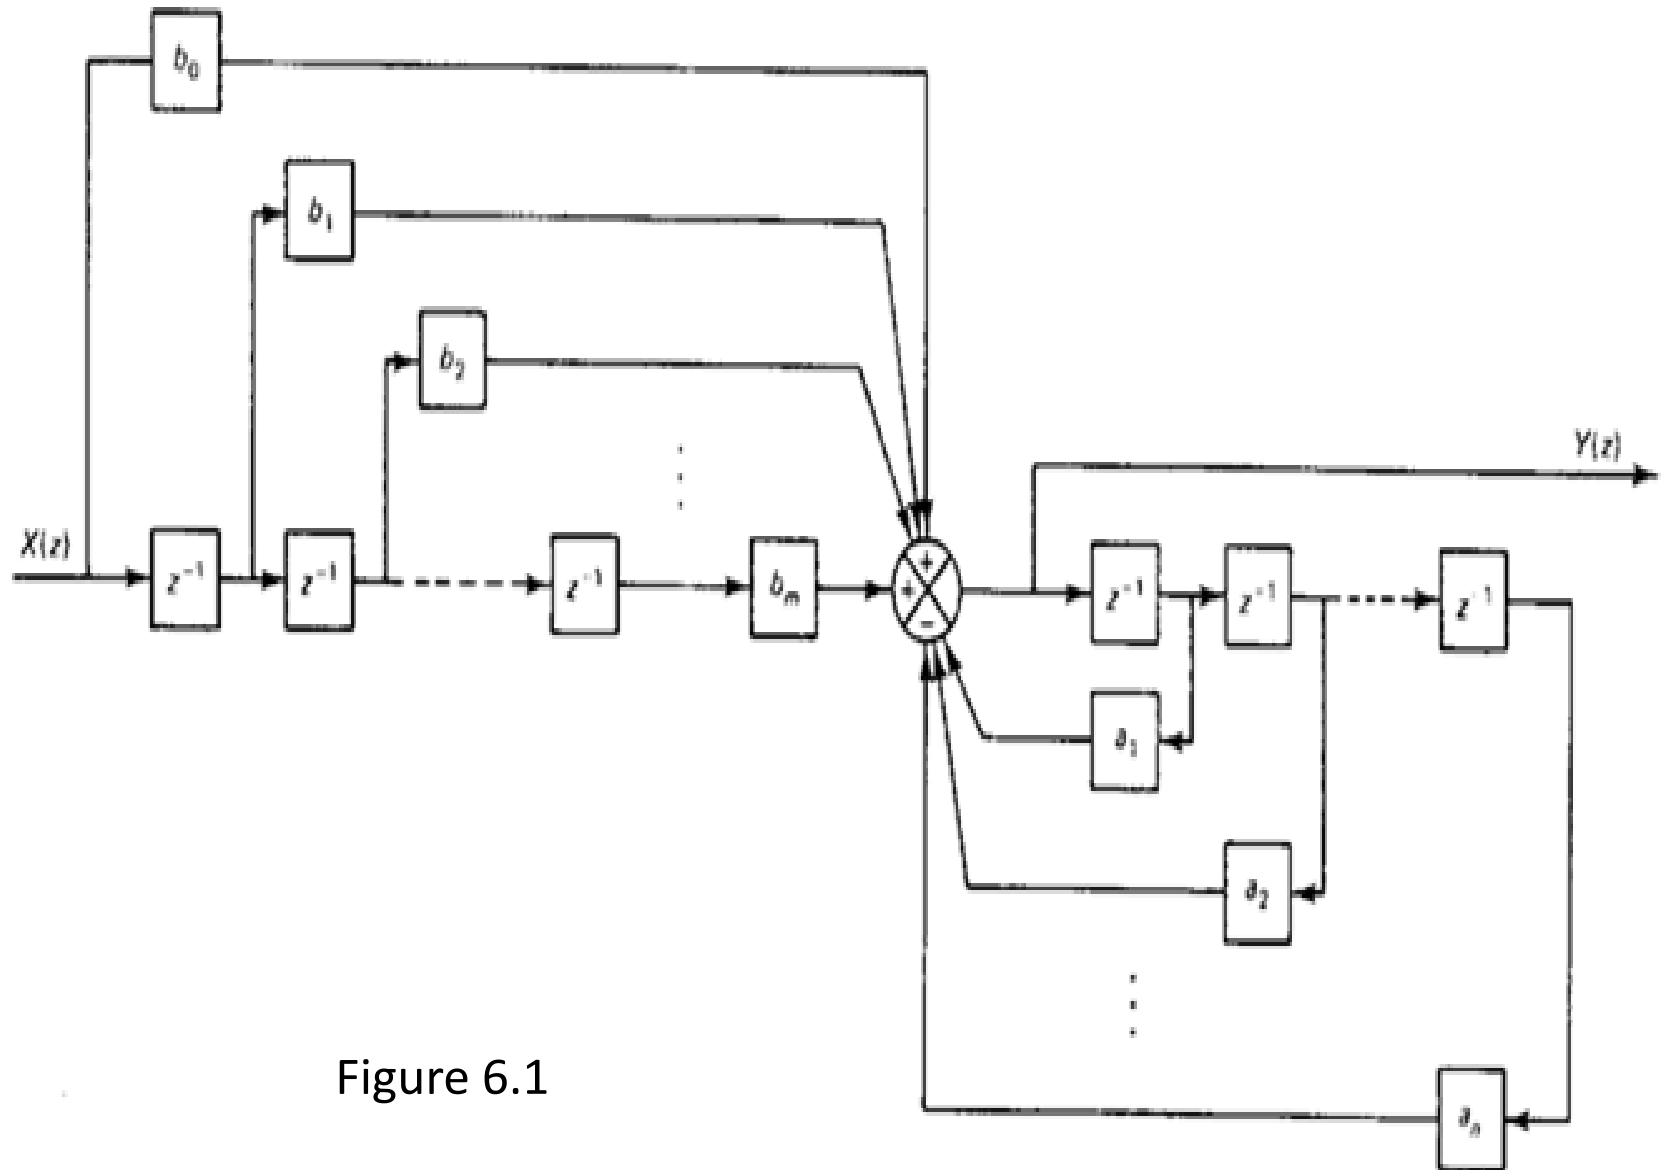 b₀
b₁
b₂
Y(z)
X(z)
z⁻¹
z⁻¹
z⁻¹
bₘ
+
+
−
z⁻¹
z⁻¹
z⁻¹
a₁
a₂
aₙ
Figure 6.1